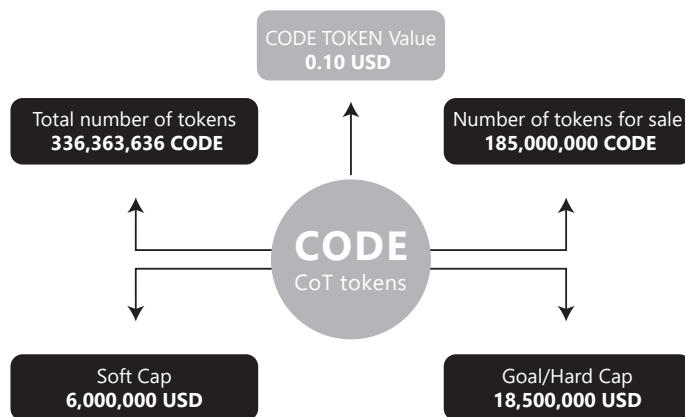 CODE TOKEN Value
0.10 USD
Total number of tokens
336,363,636 CODE
Number of tokens for sale
185,000,000 CODE
CODE
CoT tokens
Soft Cap
6,000,000 USD
Goal/Hard Cap
18,500,000 USD